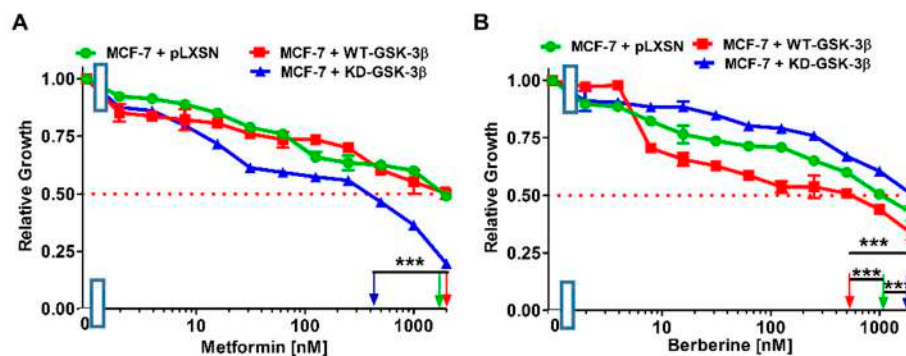 A
MCF-7 + pLXSN
MCF-7 + WT-GSK-3β
MCF-7 + KD-GSK-3β
Relative Growth
1.00
0.75
0.50
0.25
0.00
***
0
10
100
1000
Metformin [nM]
B
MCF-7 + pLXSN
MCF-7 + WT-GSK-3β
MCF-7 + KD-GSK-3β
Relative Growth
1.00
0.75
0.50
0.25
0.00
***
***
***
0
10
100
1000
Berberine [nM]